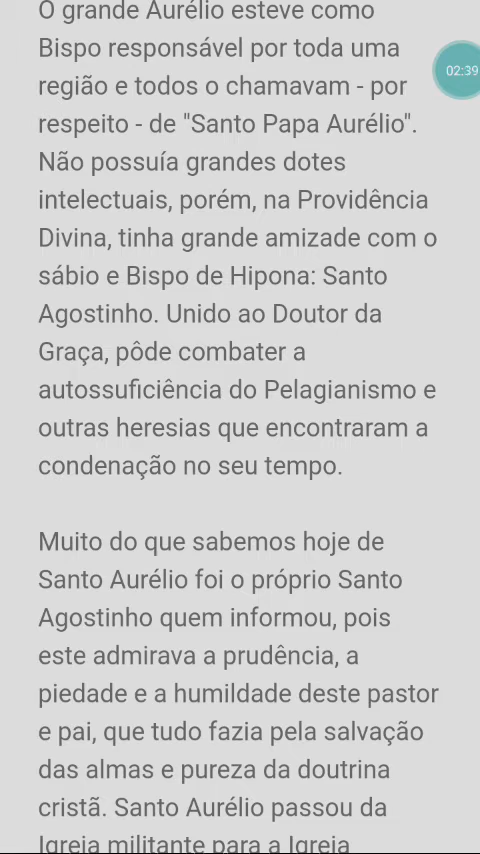 O grande Aurélio esteve como
Bispo responsável por toda uma
02:39
região e todos o chamavam - por
respeito - de "Santo Papa Aurélio".
Não possuía grandes dotes
intelectuais, porém, na Providência
Divina, tinha grande amizade com o
sábio e Bispo de Hipona: Santo
Agostinho. Unido ao Doutor da
Graça, pôde combater a
autossuficiência do Pelagianismo e
outras heresias que encontraram a
condenação no seu tempo.
Muito do que sabemos hoje de
Santo Aurélio foi o próprio Santo
Agostinho quem informou, pois
este admirava a prudência, a
piedade e a humildade deste pastor
e pai, que tudo fazia pela salvação
das almas e pureza da doutrina
cristã. Santo Aurélio passou da
Igreja militante para a Igreja